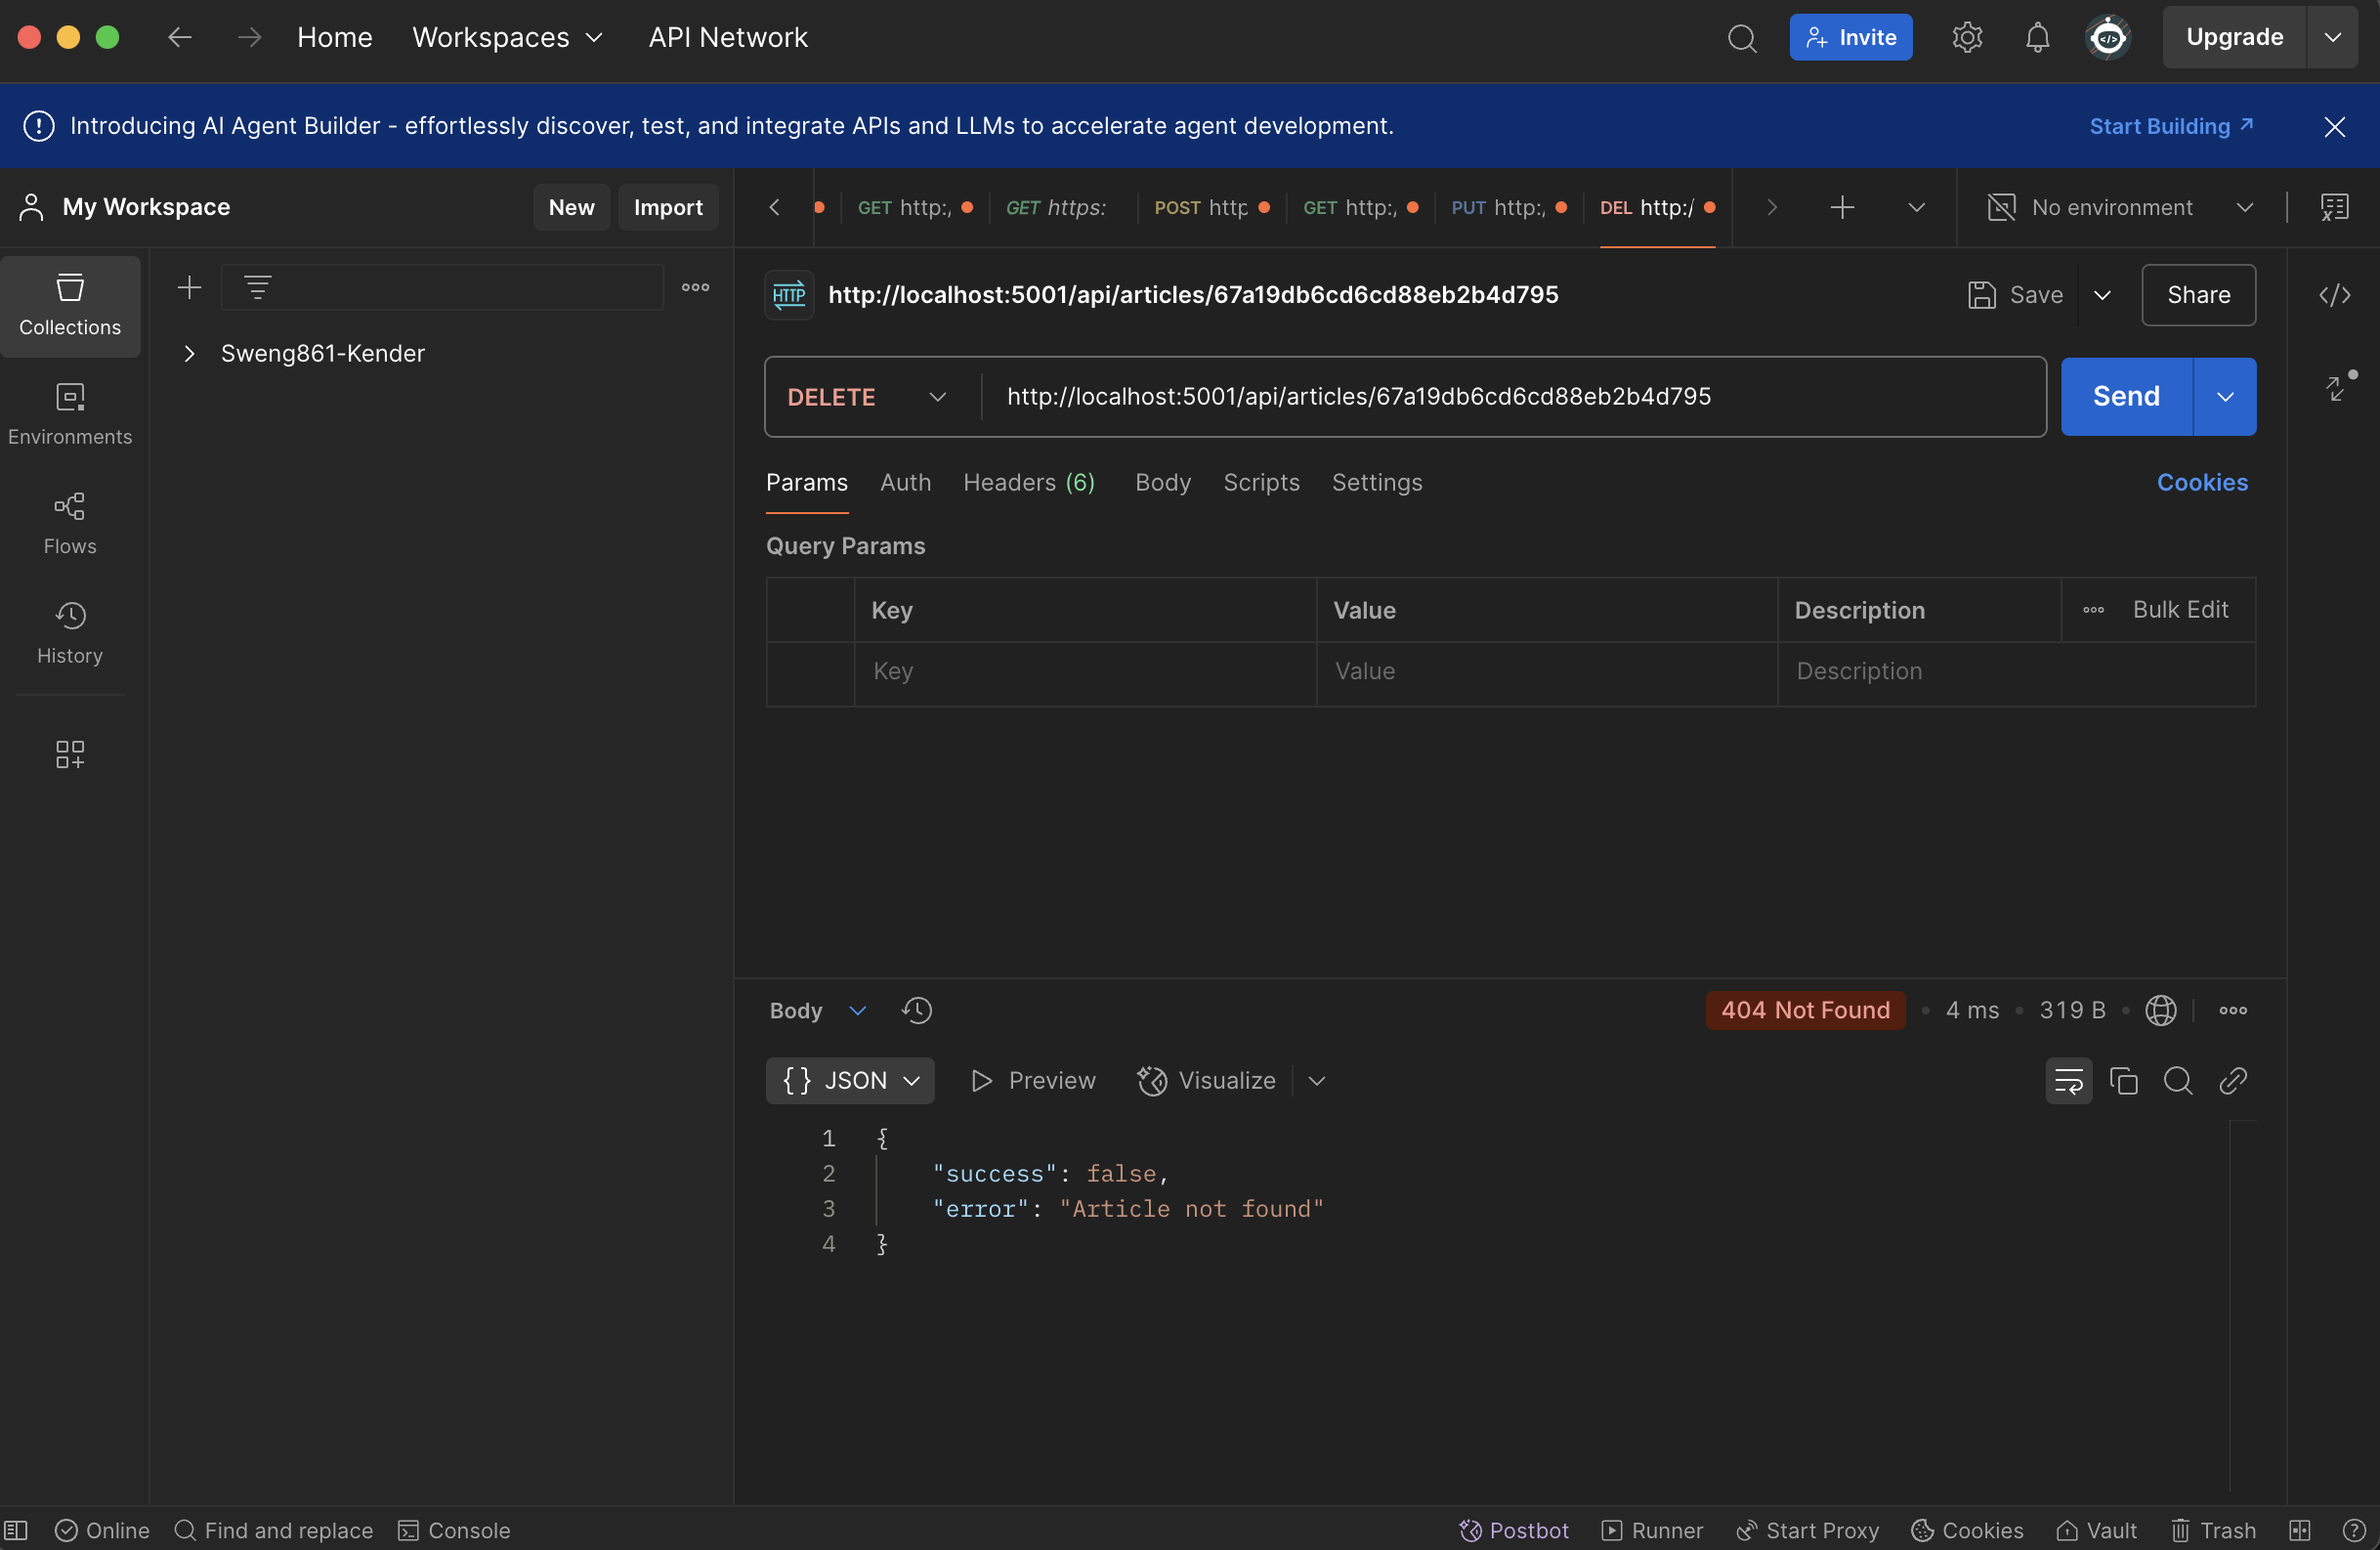 Home Workspaces API Network Invite Upgrade
Introducing AI Agent Builder - effortlessly discover, test, and integrate APIs and LLMs to accelerate agent development. Start Building
My Workspace New Import GET http:/ GET https: POST http GET http:/ PUT http:/ DEL http:/ No environment
Collections
Environments
Flows
History
Sweng861-Kender
HTTP http://localhost:5001/api/articles/67a19db6cd6cd88eb2b4d795 Save Share
DELETE http://localhost:5001/api/articles/67a19db6cd6cd88eb2b4d795 Send
Params Auth Headers (6) Body Scripts Settings Cookies
Query Params
Key Value Description Bulk Edit
Key Value Description
Body 404 Not Found • 4 ms • 319 B •
{ } JSON Preview Visualize
1 {
2 "success": false,
3 "error": "Article not found"
4 }
Online Find and replace Console Postbot Runner Start Proxy Cookies Vault Trash